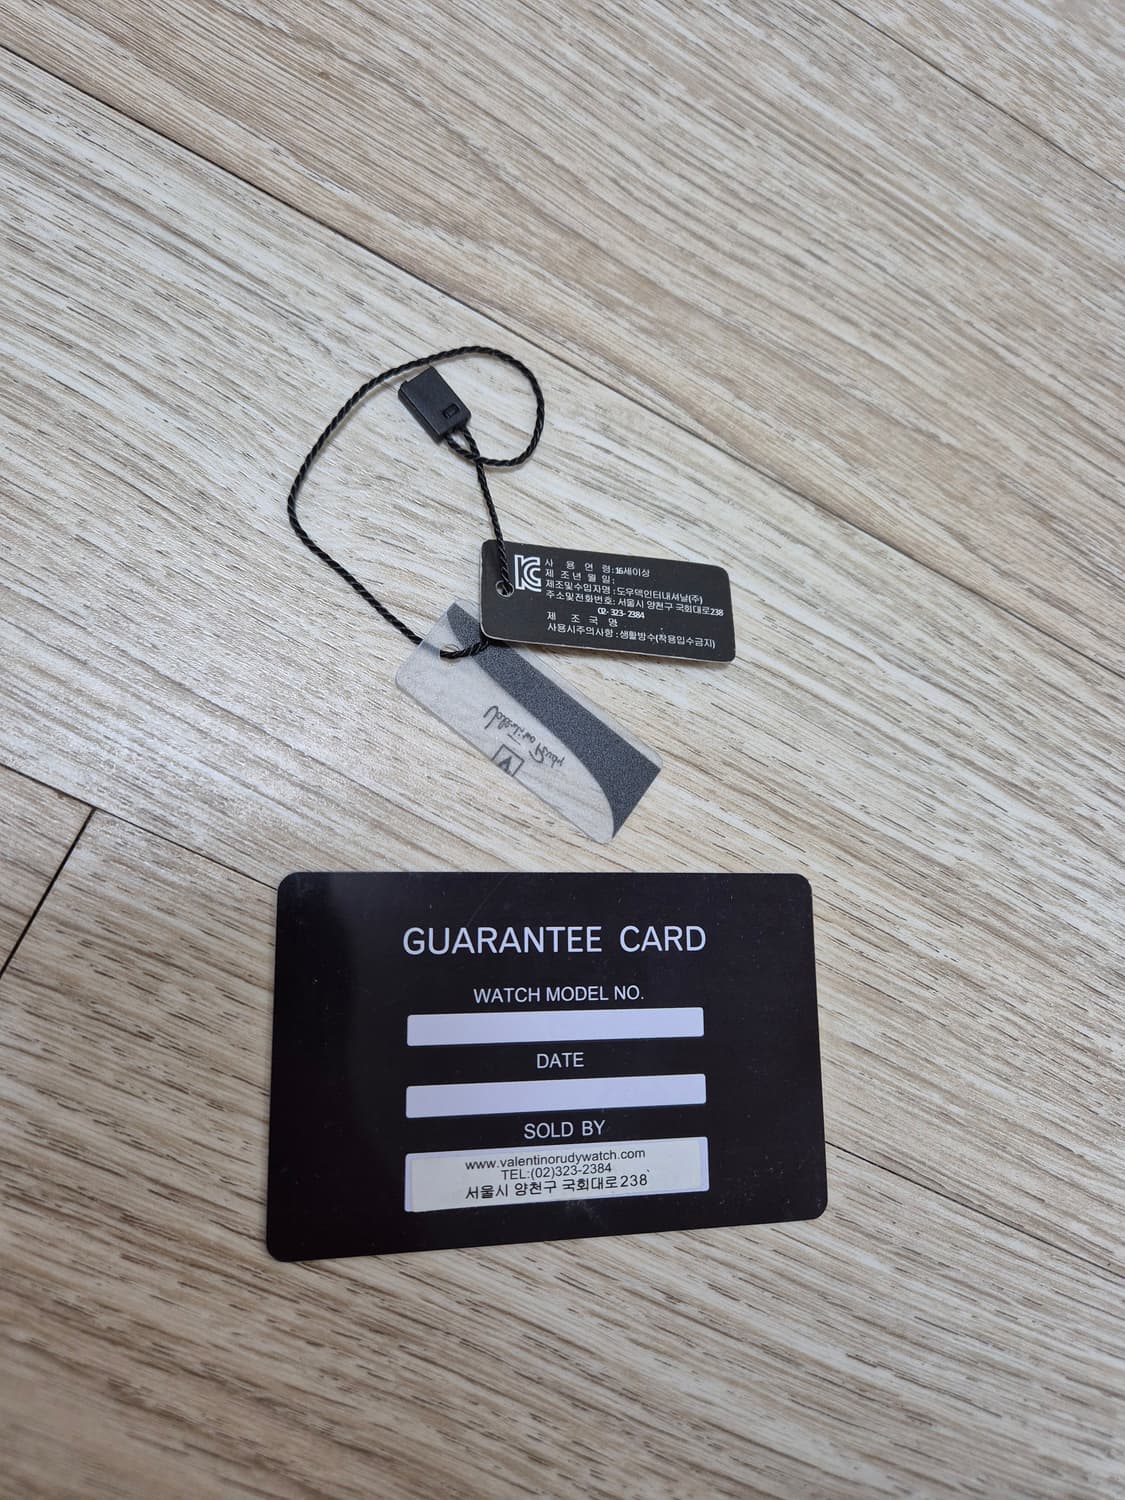 사 용 연 령 : 16세이상
제 조 년 월 일 :
제조및수입자명 : 도우덱인터내셔날(주)
주소및전화번호 : 서울시 양천구 국회대로238
02-323-2384
제 조 국 명
사용시주의사항 : 생활방수(착용입수금지)
Valentino Rudy
V
GUARANTEE CARD
WATCH MODEL NO.
DATE
SOLD BY
www.valentinorudywatch.com
TEL:(02)323-2384
서울시 양천구 국회대로238